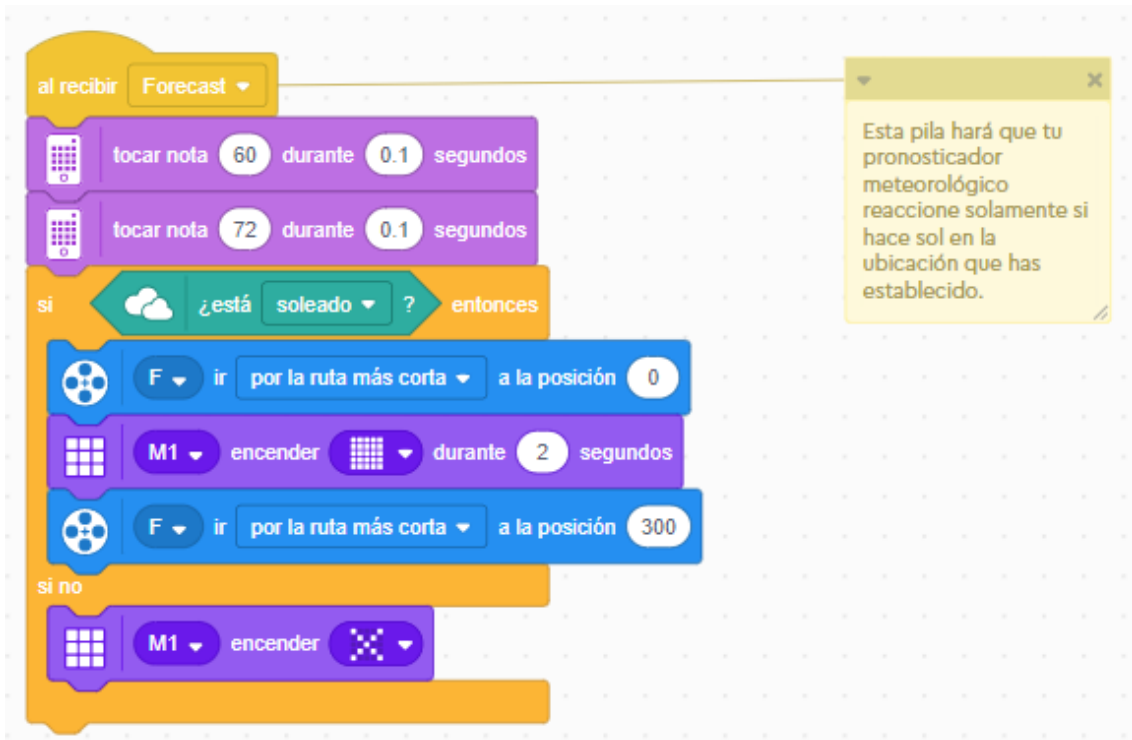 al recibir Forecast
tocar nota 60 durante 0.1 segundos
tocar nota 72 durante 0.1 segundos
si ¿está soleado ? entonces
F ir por la ruta más corta a la posición 0
M1 encender durante 2 segundos
F ir por la ruta más corta a la posición 300
si no
M1 encender
Esta pila hará que tu
pronosticador
meteorológico
reaccione solamente si
hace sol en la
ubicación que has
establecido.